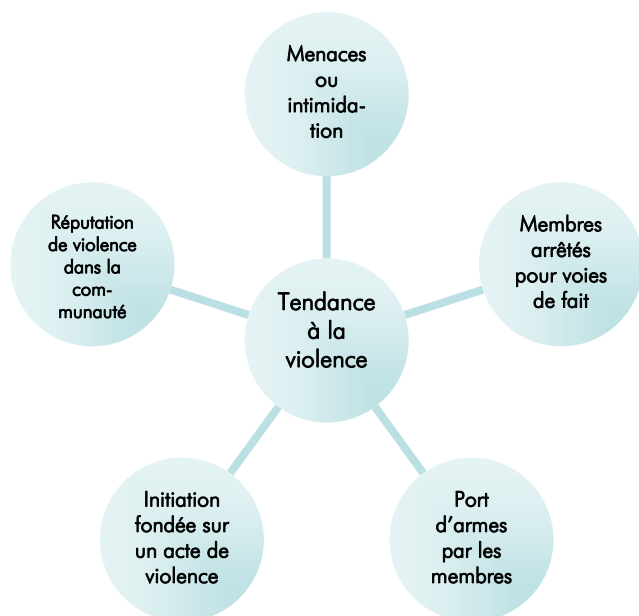 Menaces
ou
intimida-
tion
Réputation
de violence
dans la
com-
munauté
Membres
arrêtés
pour voies
de fait
Tendance
à la
violence
Initiation
fondée sur
un acte de
violence
Port
d'armes
par les
membres